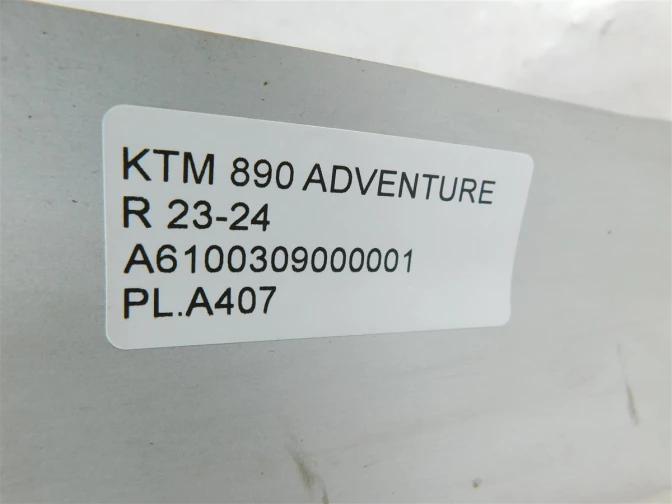 KTM 890 ADVENTURE
R 23-24
A6100309000001
PL.A407